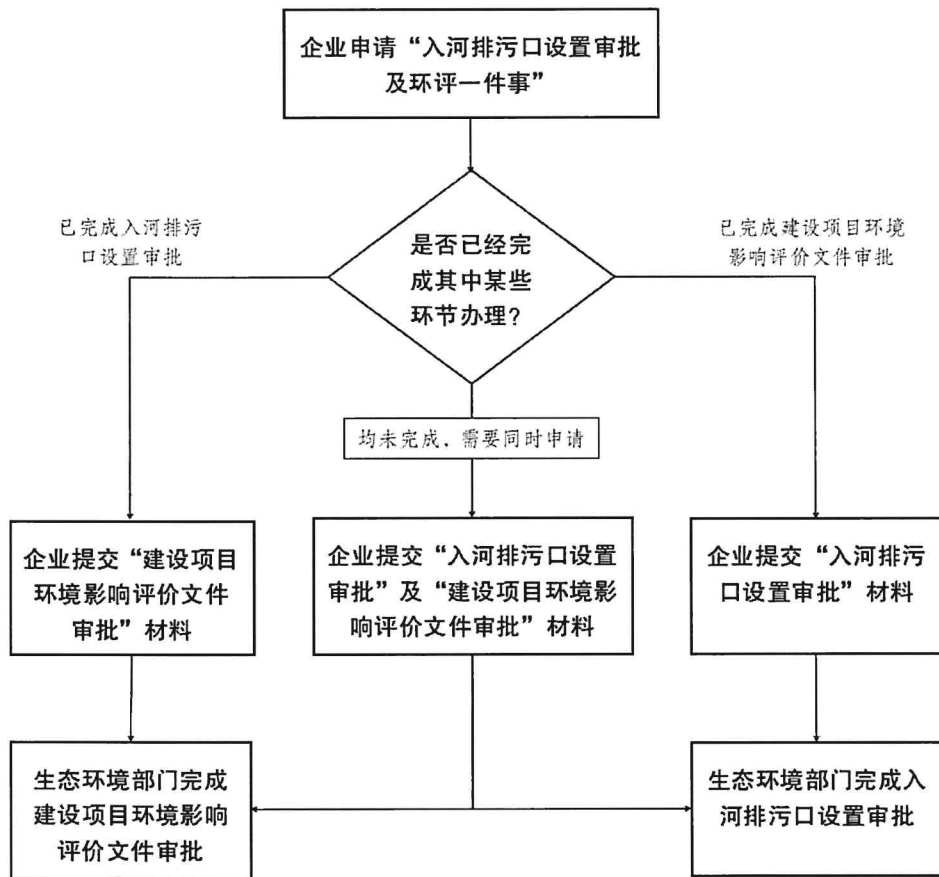 企业申请“入河排污口设置审批
及环评一件事”
已完成入河排污
口设置审批
是否已经完
成其中某些
环节办理?
已完成建设项目环境
影响评价文件审批
均未完成，需要同时申请
企业提交“建设项目
环境影响评价文件
审批”材料
企业提交“入河排污口设置
审批”及“建设项目环境影
响评价文件审批”材料
企业提交“入河排污
口设置审批”材料
生态环境部门完成
建设项目环境影响
评价文件审批
生态环境部门完成入
河排污口设置审批